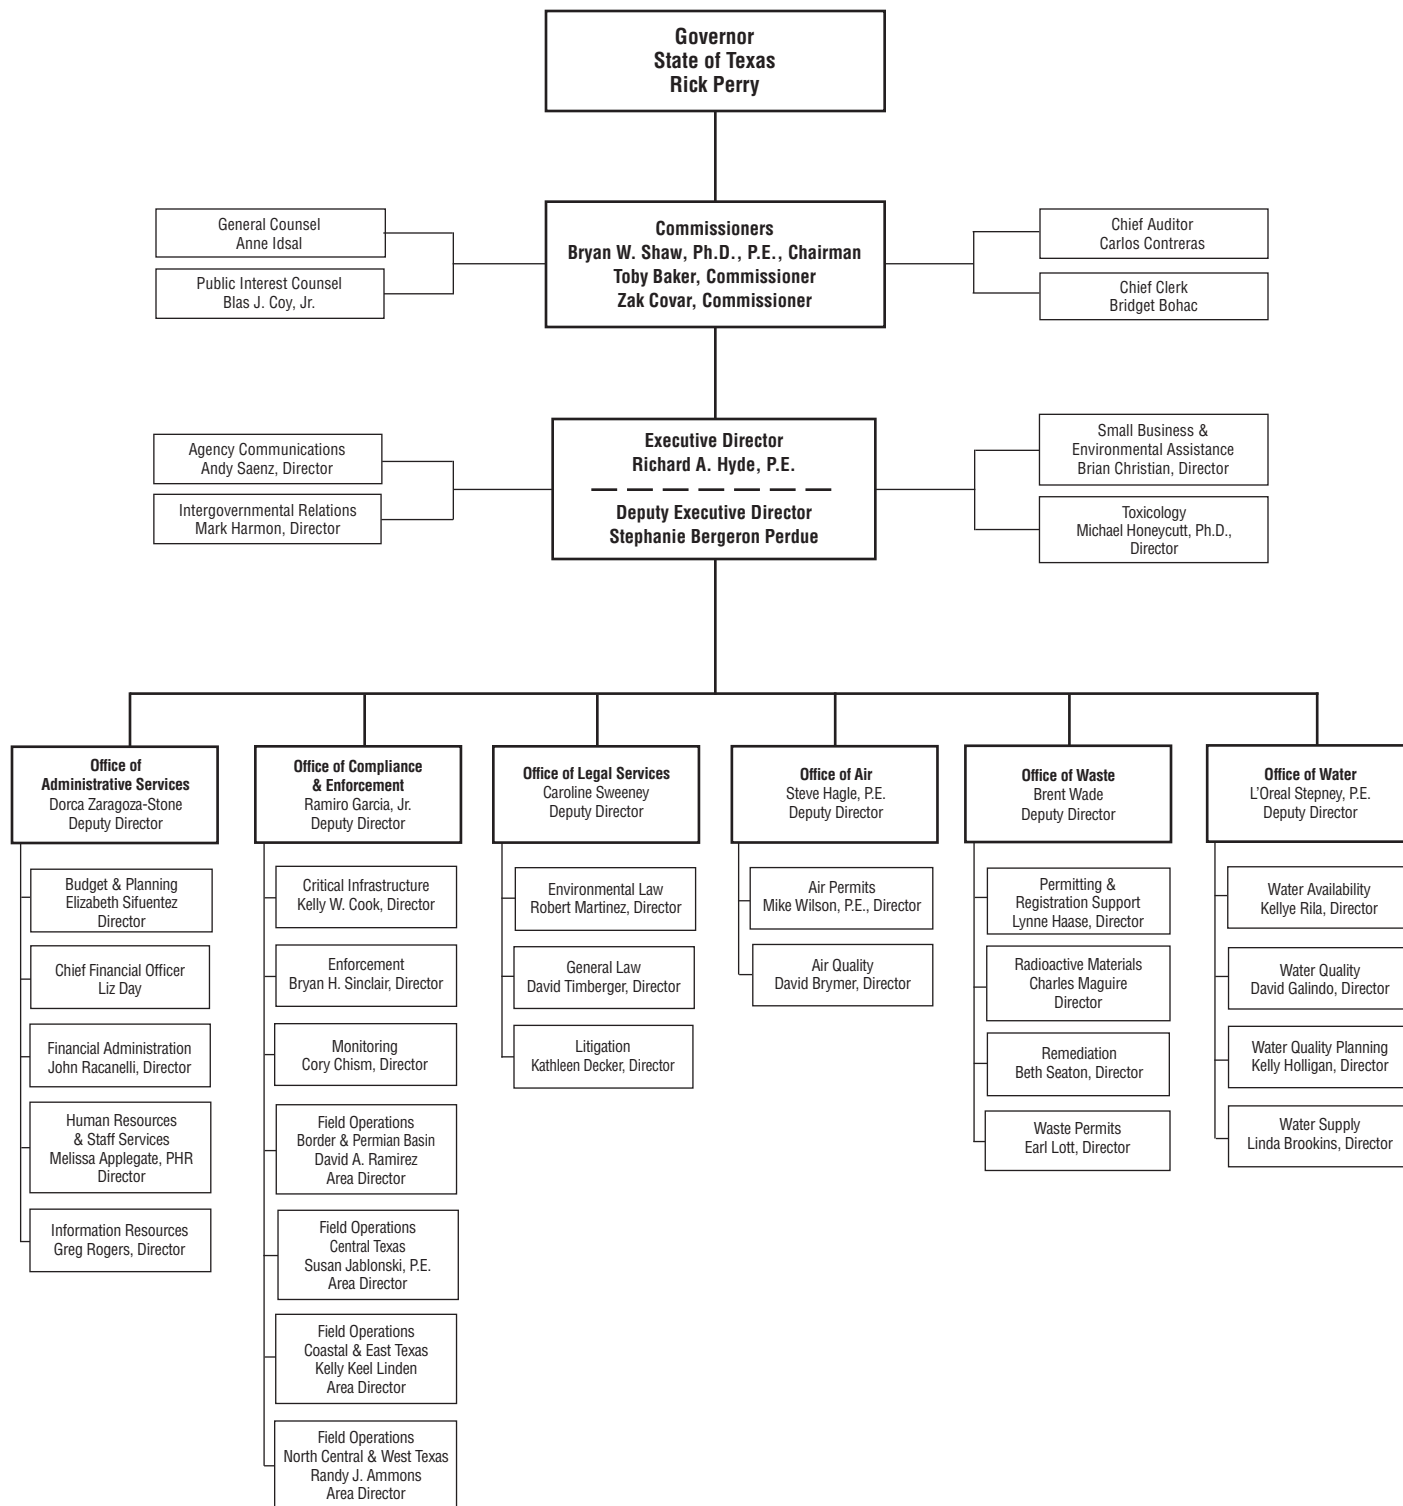 Governor
State of Texas
Rick Perry
General Counsel
Anne Idsal
Public Interest Counsel
Blas J. Coy, Jr.
Commissioners
Bryan W. Shaw, Ph.D., P.E., Chairman
Toby Baker, Commissioner
Zak Covar, Commissioner
Chief Auditor
Carlos Contreras
Chief Clerk
Bridget Bohac
Agency Communications
Andy Saenz, Director
Intergovernmental Relations
Mark Harmon, Director
Executive Director
Richard A. Hyde, P.E.
Deputy Executive Director
Stephanie Bergeron Perdue
Small Business &
Environmental Assistance
Brian Christian, Director
Toxicology
Michael Honeycutt, Ph.D.,
Director
Office of
Administrative Services
Dorca Zaragoza-Stone
Deputy Director
Budget & Planning
Elizabeth Sifuentez
Director
Chief Financial Officer
Liz Day
Financial Administration
John Racanelli, Director
Human Resources
& Staff Services
Melissa Applegate, PHR
Director
Information Resources
Greg Rogers, Director
Office of Compliance
& Enforcement
Ramiro Garcia, Jr.
Deputy Director
Critical Infrastructure
Kelly W. Cook, Director
Enforcement
Bryan H. Sinclair, Director
Monitoring
Cory Chism, Director
Field Operations
Border & Permian Basin
David A. Ramirez
Area Director
Field Operations
Central Texas
Susan Jablonski, P.E.
Area Director
Field Operations
Coastal & East Texas
Kelly Keel Linden
Area Director
Field Operations
North Central & West Texas
Randy J. Ammons
Area Director
Office of Legal Services
Caroline Sweeney
Deputy Director
Environmental Law
Robert Martinez, Director
General Law
David Timberger, Director
Litigation
Kathleen Decker, Director
Office of Air
Steve Hagle, P.E.
Deputy Director
Air Permits
Mike Wilson, P.E., Director
Air Quality
David Brymer, Director
Office of Waste
Brent Wade
Deputy Director
Permitting &
Registration Support
Lynne Haase, Director
Radioactive Materials
Charles Maguire
Director
Remediation
Beth Seaton, Director
Waste Permits
Earl Lott, Director
Office of Water
L'Oreal Stepney, P.E.
Deputy Director
Water Availability
Kellye Rila, Director
Water Quality
David Galindo, Director
Water Quality Planning
Kelly Holligan, Director
Water Supply
Linda Brookins, Director